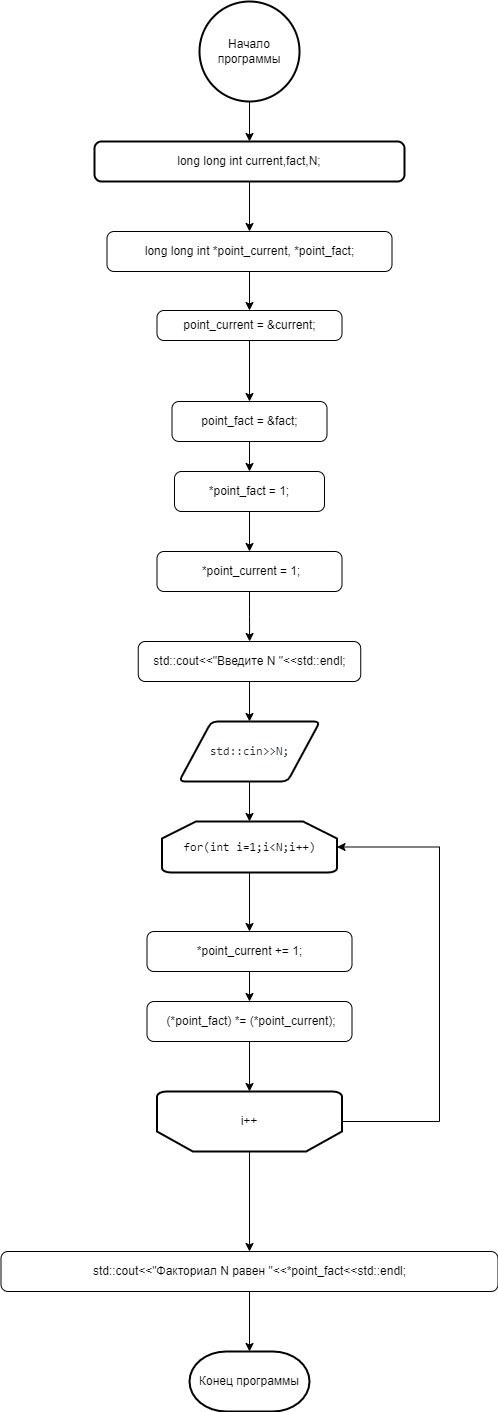 Начало
программы
long long int current,fact,N;
long long int *point_current, *point_fact;
point_current = &current;
point_fact = &fact;
*point_fact = 1;
*point_current = 1;
std::cout<<"Введите N "<<std::endl;
std::cin>>N;
for(int i=1;i<N;i++)
*point_current += 1;
(*point_fact) *= (*point_current);
i++
std::cout<<"Факториал N равен "<<*point_fact<<std::endl;
Конец программы